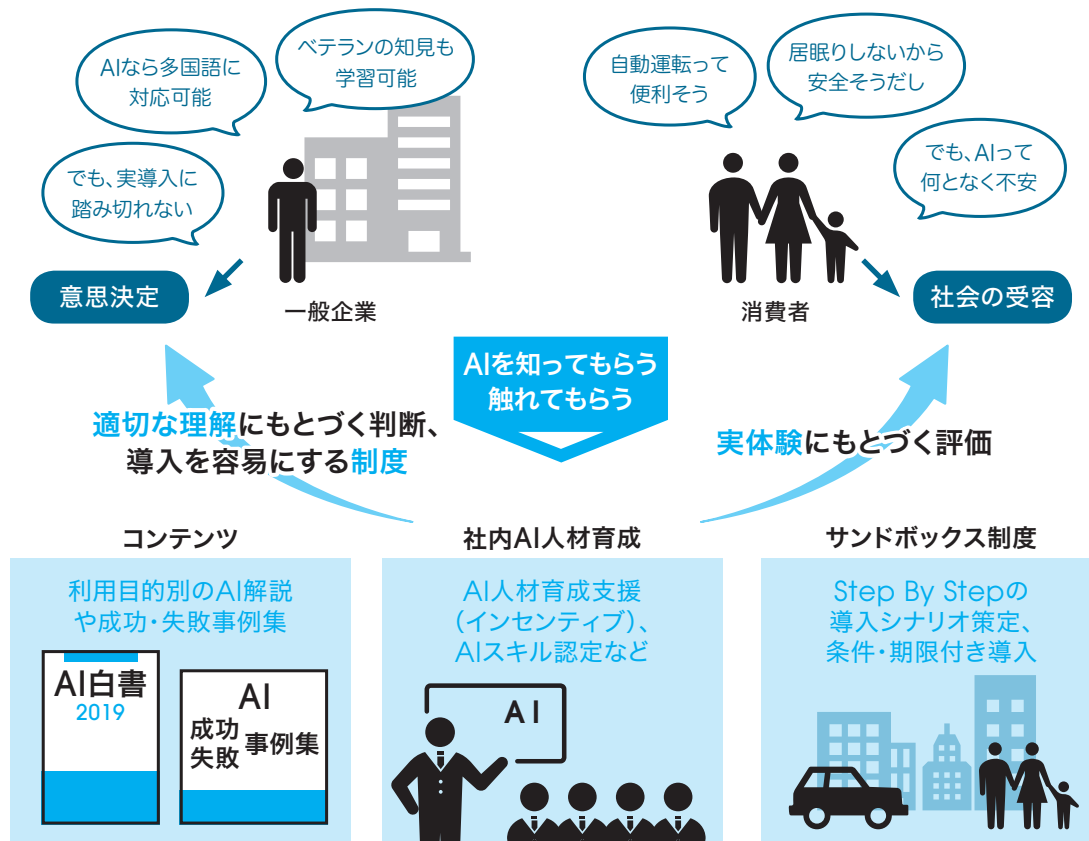 AIなら多国語に
対応可能
ベテランの知見も
学習可能
でも、実導入に
踏み切れない
自動運転って
便利そう
居眠りしないから
安全そうだし
でも、AIって
何となく不安
意思決定
一般企業
消費者
社会の受容
AIを知ってもらう
触れてもらう
適切な理解にもとづく判断、
導入を容易にする制度
実体験にもとづく評価
コンテンツ
利用目的別のAI解説
や成功・失敗事例集
AI白書
2019
AI
成功
失敗
事例集
社内AI人材育成
AI人材育成支援
（インセンティブ）、
AIスキル認定など
AI
サンドボックス制度
Step By Stepの
導入シナリオ策定、
条件・期限付き導入